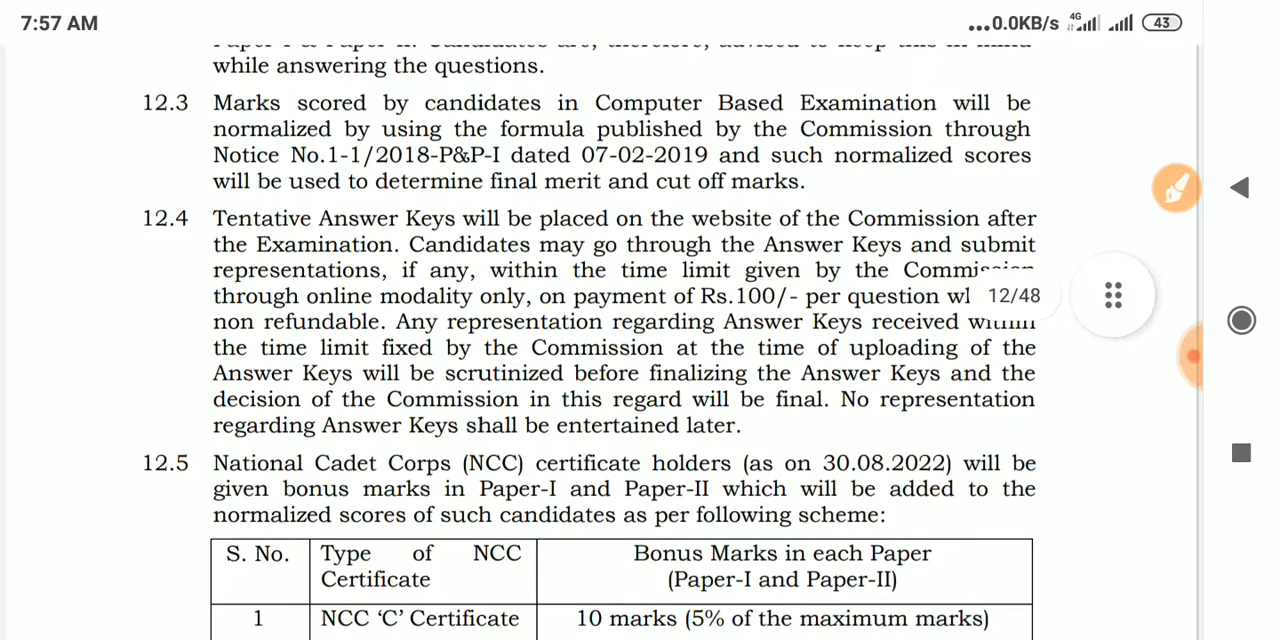 7:57 AM ...0.0KB/s 4G 43
while answering the questions.
12.3 Marks scored by candidates in Computer Based Examination will be
normalized by using the formula published by the Commission through
Notice No.1-1/2018-P&P-I dated 07-02-2019 and such normalized scores
will be used to determine final merit and cut off marks.
12.4 Tentative Answer Keys will be placed on the website of the Commission after
the Examination. Candidates may go through the Answer Keys and submit
representations, if any, within the time limit given by the
through online modality only, on payment of Rs.100/- per question 12/48
non refundable. Any representation regarding Answer Keys received
the time limit fixed by the Commission at the time of uploading of the
Answer Keys will be scrutinized before finalizing the Answer Keys and the
decision of the Commission in this regard will be final. No representation
regarding Answer Keys shall be entertained later.
12.5 National Cadet Corps (NCC) certificate holders (as on 30.08.2022) will be
given bonus marks in Paper-I and Paper-II which will be added to the
normalized scores of such candidates as per following scheme:
S. No. Type of NCC Bonus Marks in each Paper
Certificate (Paper-I and Paper-II)
1 NCC ‘C’ Certificate 10 marks (5% of the maximum marks)